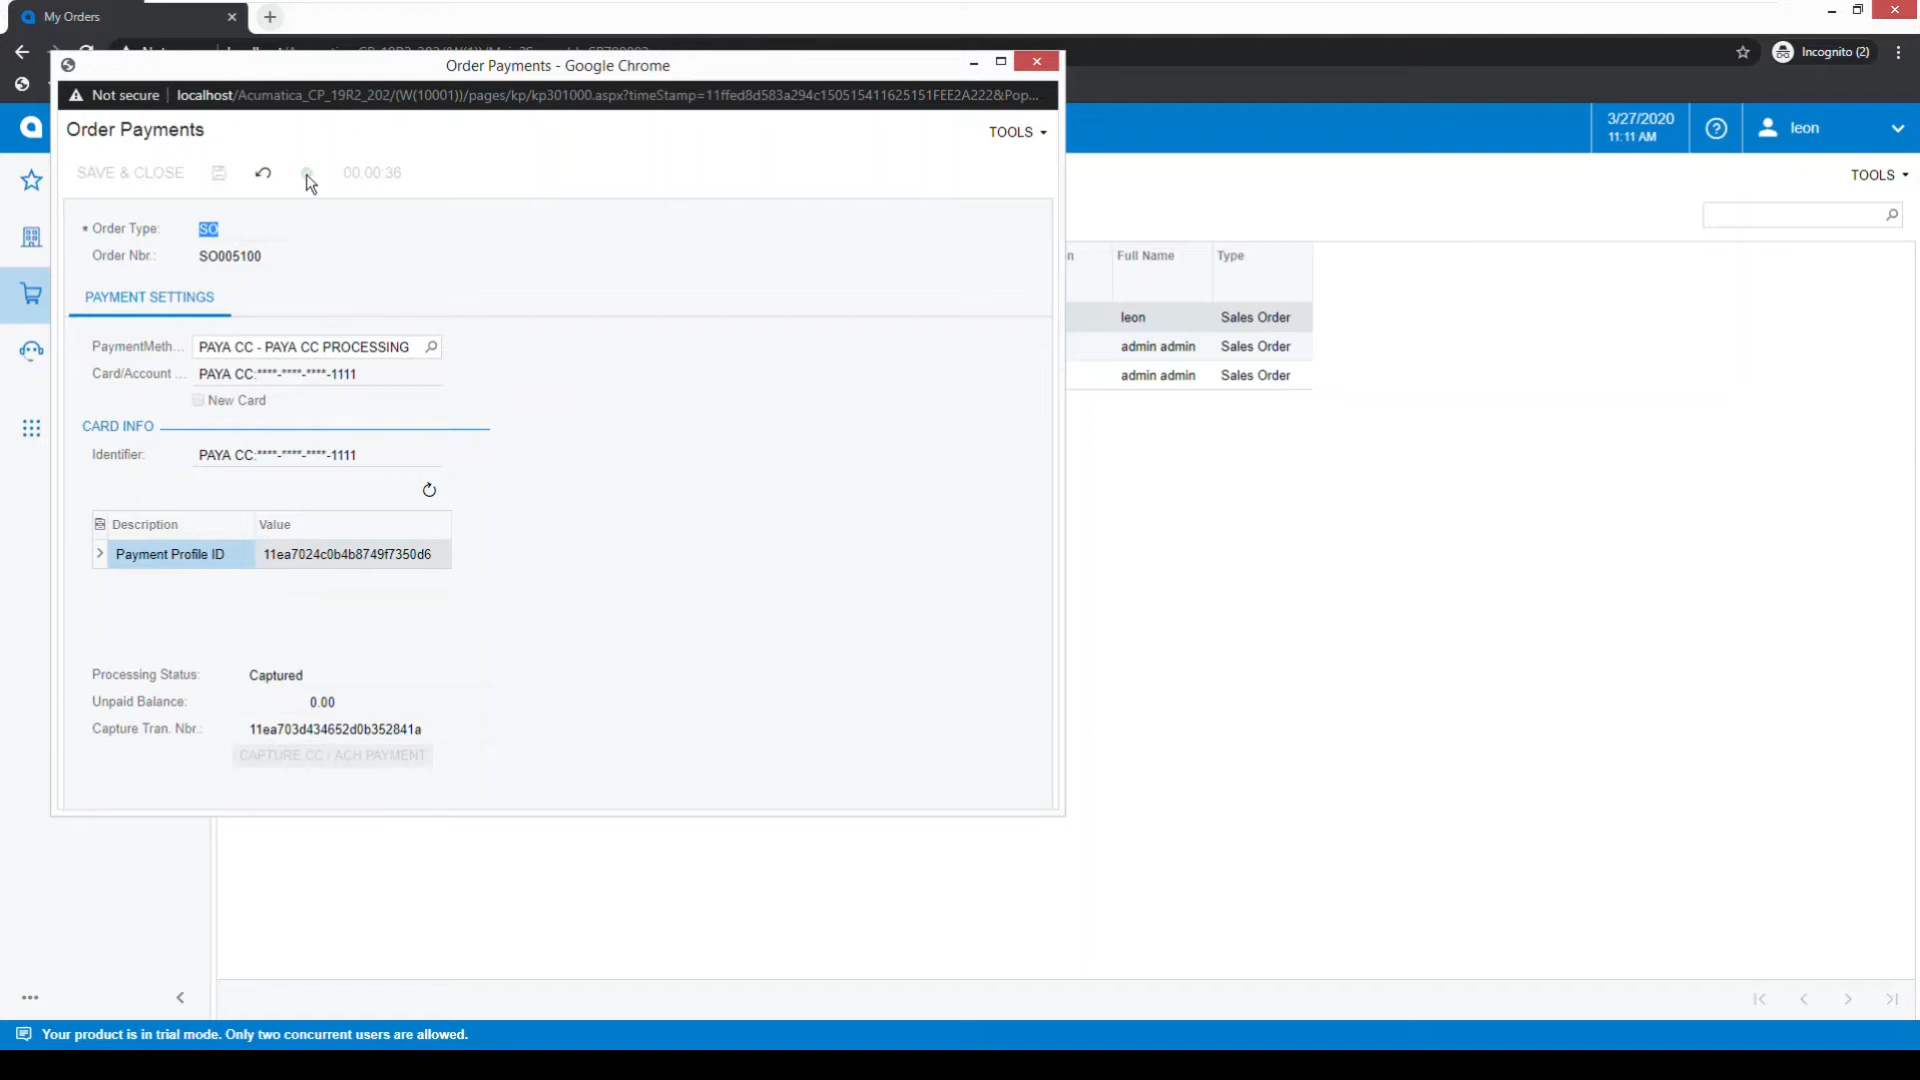 My Orders
Order Payments - Google Chrome
Incognito (2)
Not secure | localhost/Acumatica_CP_19R2_202/(W(10001))/pages/kp/kp301000.aspx?timeStamp=11ffed8d583a294c150515411625151FEE2A222&Pop...
Order Payments
TOOLS
3/27/2020
11:11 AM
leon
SAVE & CLOSE
00:00:36
TOOLS
* Order Type: SO
Order Nbr.: SO005100
Full Name Type
PAYMENT SETTINGS
leon Sales Order
PaymentMeth... PAYA CC - PAYA CC PROCESSING
admin admin Sales Order
Card/Account ... PAYA CC:****-****-****-1111
admin admin Sales Order
New Card
CARD INFO
Identifier: PAYA CC:****-****-****-1111
Description Value
Payment Profile ID 11ea7024c0b4b8749f7350d6
Processing Status: Captured
Unpaid Balance: 0.00
Capture Tran. Nbr.: 11ea703d434652d0b352841a
CAPTURE CC / ACH PAYMENT
Your product is in trial mode. Only two concurrent users are allowed.